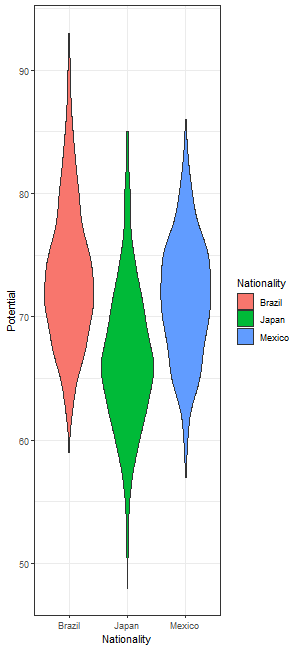 90
80
70
60
50
Potential
Brazil Japan Mexico
Nationality
Nationality
Brazil
Japan
Mexico